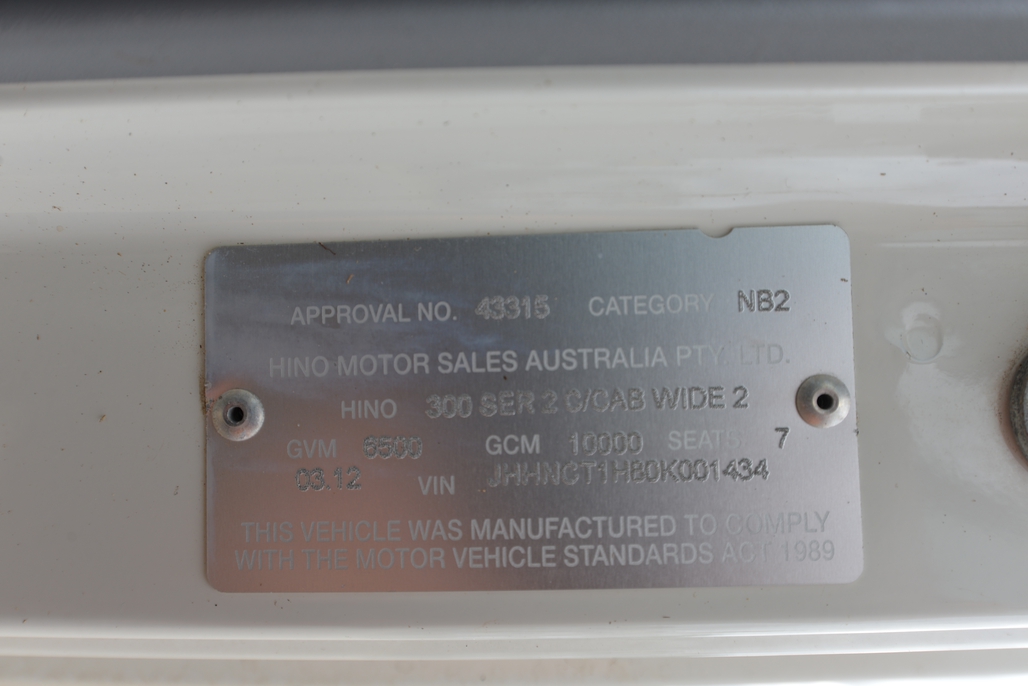 APPROVAL NO. 43315 CATEGORY NB2
HINO MOTOR SALES AUSTRALIA PTY. LTD.
HINO 300 SER 2 C/CAB WIDE 2
GVM 6500 GCM 10000 SEATS 7
03.12 VIN JHHNCT1H80K001434
THIS VEHICLE WAS MANUFACTURED TO COMPLY
WITH THE MOTOR VEHICLE STANDARDS ACT 1989